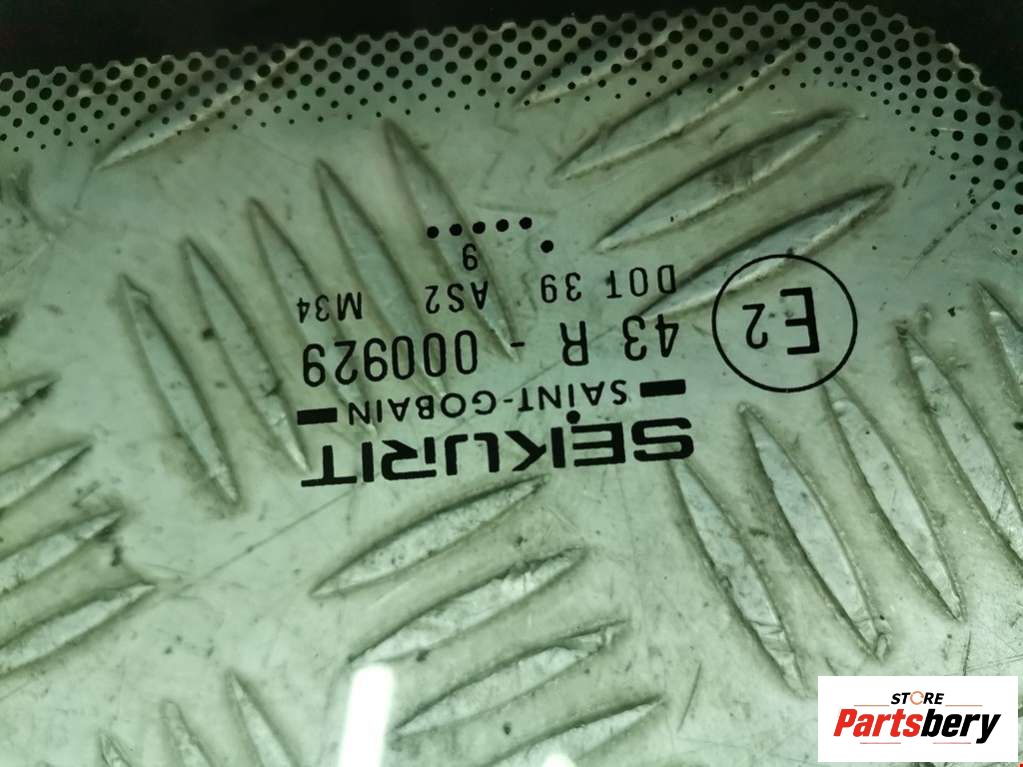 SEKURIT
SAINT-GOBAIN
E2 43 R - 000929
DOT 39 AS2 M34
9
STORE
Partsbery